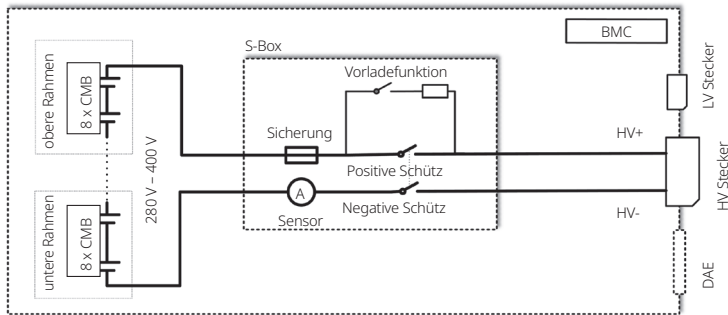 BMC
S-Box
Vorladefunktion
LV Stecker
obere Rahmen
8 x CMB
Sicherung
HV+
Positive Schütz
280 V – 400 V
HV Stecker
A
Negative Schütz
Sensor
HV-
untere Rahmen
8 x CMB
DAE